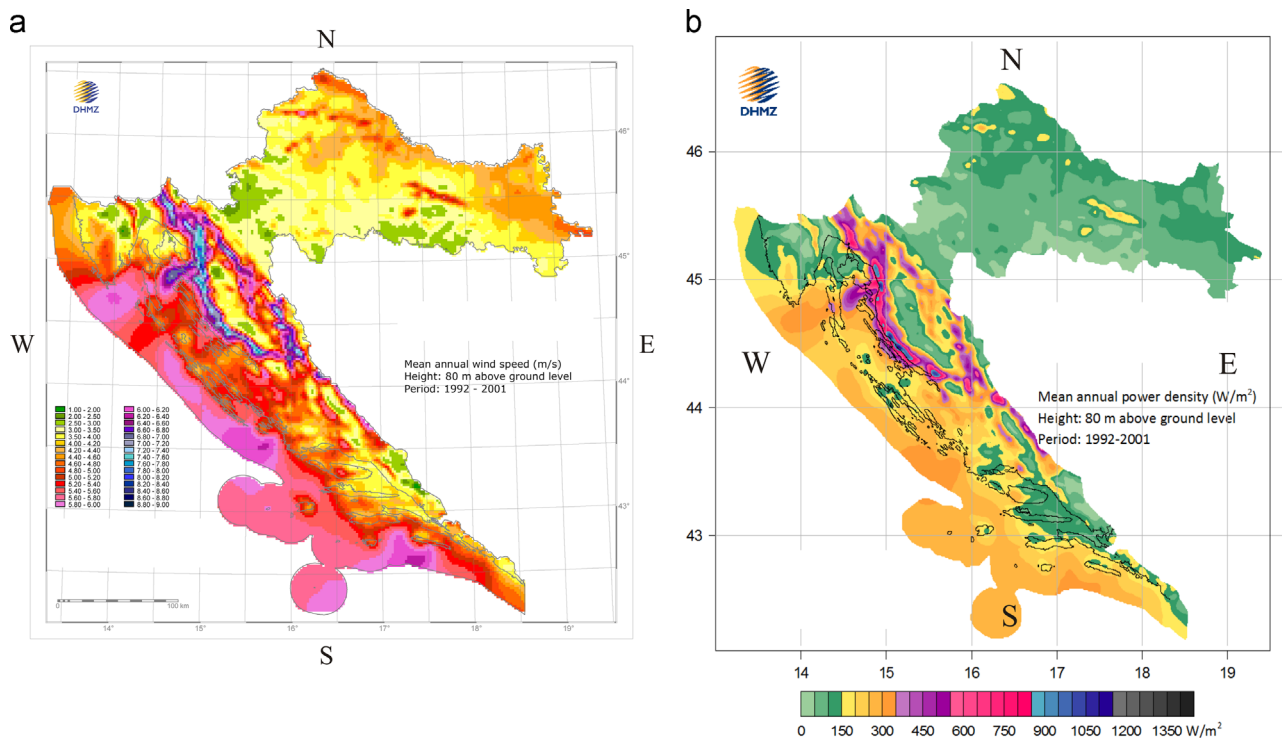 a
N
DHMZ
46°
45°
W
E
Mean annual wind speed (m/s)
Height: 80 m above ground level
Period: 1992 - 2001
44°
1.00 - 2.00
2.00 - 2.50
2.50 - 3.00
3.00 - 3.50
3.50 - 4.00
4.00 - 4.20
4.20 - 4.40
4.40 - 4.60
4.60 - 4.80
4.80 - 5.00
5.00 - 5.20
5.20 - 5.40
5.40 - 5.60
5.60 - 5.80
5.80 - 6.00
6.00 - 6.20
6.20 - 6.40
6.40 - 6.60
6.60 - 6.80
6.80 - 7.00
7.00 - 7.20
7.20 - 7.40
7.40 - 7.60
7.60 - 7.80
7.80 - 8.00
8.00 - 8.20
8.20 - 8.40
8.40 - 8.60
8.60 - 8.80
8.80 - 9.00
43°
0 100 km
14° 15° 16° 17° 18° 19°
S
b
N
DHMZ
46
45
W
E
Mean annual power density (W/m²)
Height: 80 m above ground level
Period: 1992-2001
44
43
S
14 15 16 17 18 19
0 150 300 450 600 750 900 1050 1200 1350 W/m²